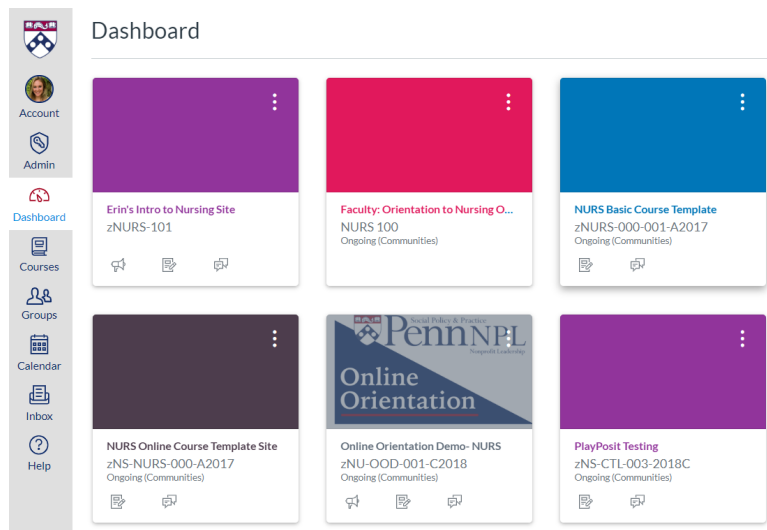 Dashboard
Account
Admin
Dashboard
Courses
Groups
Calendar
Inbox
Help
Erin's Intro to Nursing Site
zNURS-101
Faculty: Orientation to Nursing O...
NURS 100
Ongoing (Communities)
NURS Basic Course Template
zNURS-000-001-A2017
Ongoing (Communities)
NURS Online Course Template Site
zNS-NURS-000-A2017
Ongoing (Communities)
Social Policy & Practice
Penn NPL
Nonprofit Leadership
Online
Orientation
Online Orientation Demo- NURS
zNU-OOD-001-C2018
Ongoing (Communities)
PlayPosit Testing
zNS-CTL-003-2018C
Ongoing (Communities)